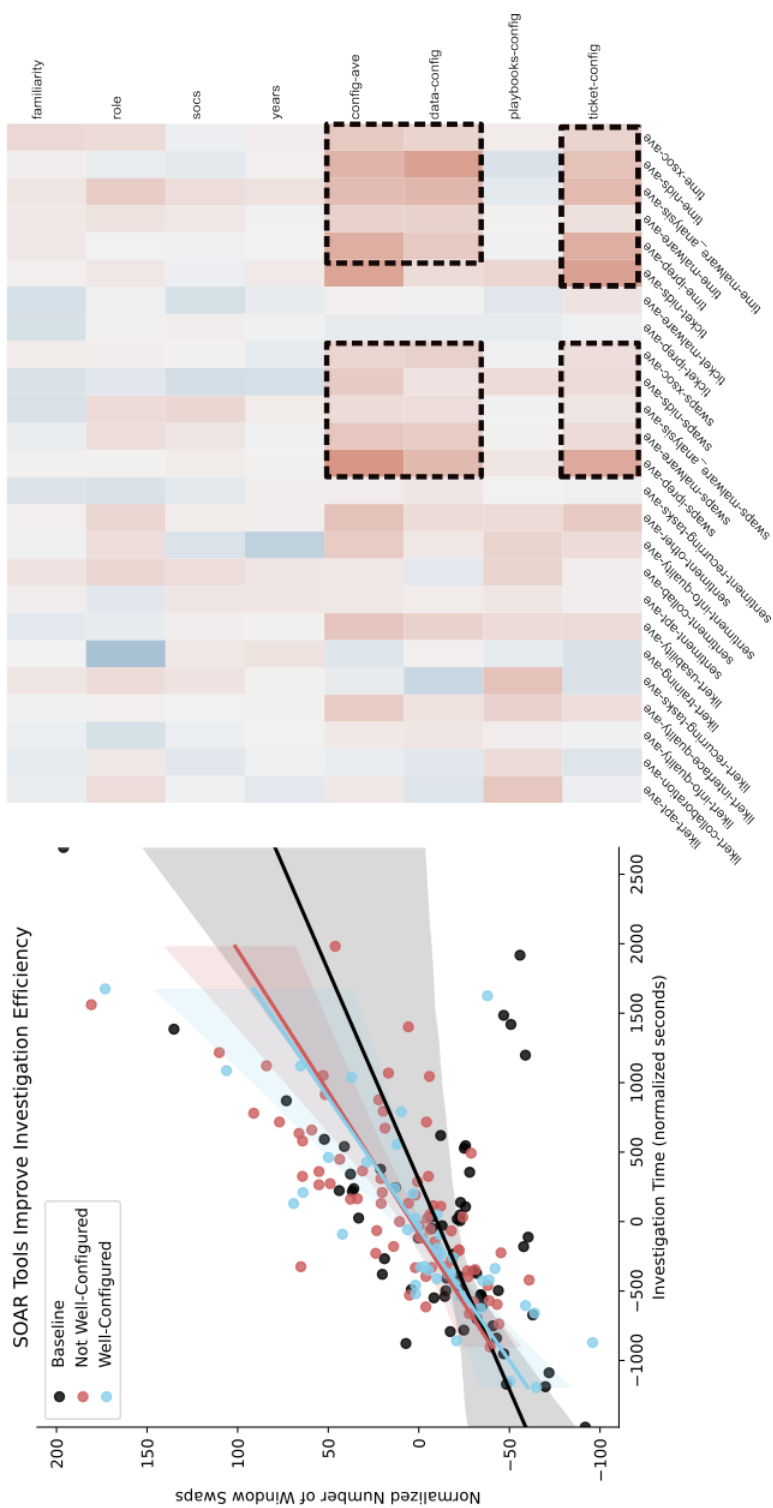 SOAR Tools Improve Investigation Efficiency
Baseline
Not Well-Configured
Well-Configured
Normalized Number of Window Swaps
200
150
100
50
0
−50
−100
−1000
−500
0
500
1000
1500
2000
2500
Investigation Time (normalized seconds)
familiarity
role
socs
years
config-ave
data-config
playbooks-config
ticket-config
likert-apt-ave
likert-collaboration-ave
likert-info-quality-ave
likert-interface-quality-ave
likert-recurring-tasks-ave
likert-training-ave
likert-usability-ave
sentiment-apt-ave
sentiment-collab-ave
sentiment-info-quality-ave
sentiment-other-ave
sentiment-recurring-tasks-ave
swaps-iprep-ave
swaps-malware-ave
swaps-malware_analysis-ave
swaps-nids-ave
swaps-xsoc-ave
ticket-iprep-ave
ticket-malware-ave
ticket-nids-ave
time-iprep-ave
time-malware-ave
time-malware_analysis-ave
time-nids-ave
time-xsoc-ave